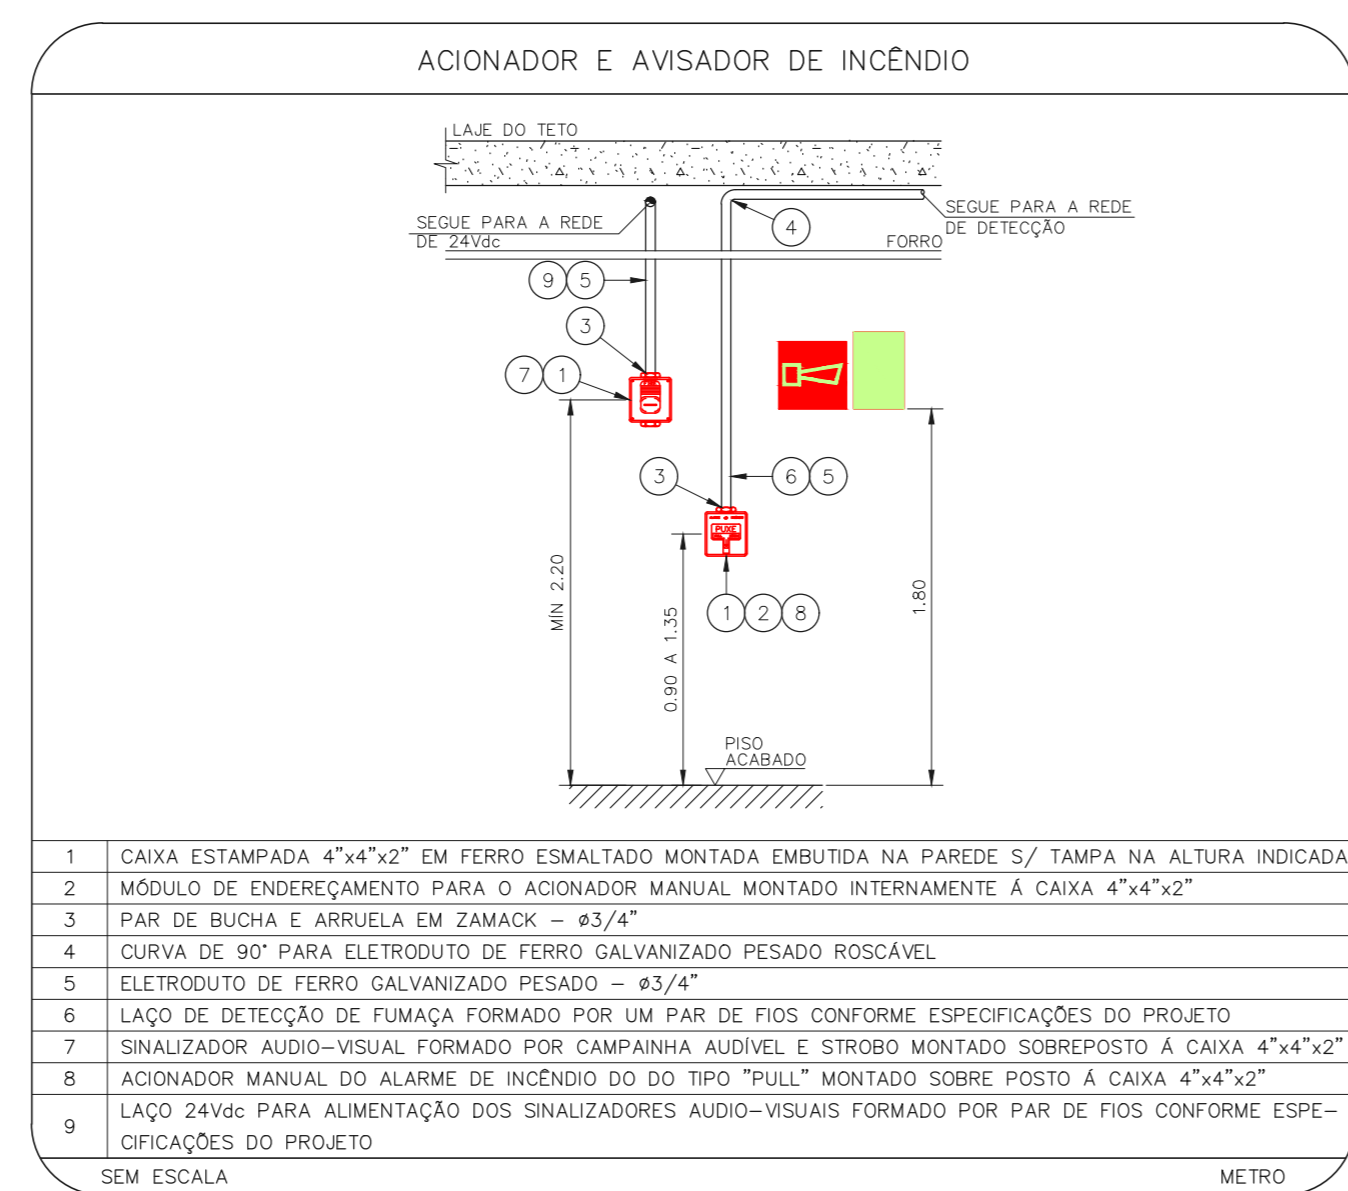 ACIONADOR E AVISADOR DE INCÊNDIO
LAJE DO TETO
SEGUE PARA A REDE
DE 24Vdc
SEGUE PARA A REDE
DE DETECÇÃO
4
FORRO
9 5
3
7 1
3
6 5
PUXE
1 2 8
MÍN 2.20
0.90 A 1.35
1.80
PISO
ACABADO
1 CAIXA ESTAMPADA 4"x4"x2" EM FERRO ESMALTADO MONTADA EMBUTIDA NA PAREDE S/ TAMPA NA ALTURA INDICADA
2 MÓDULO DE ENDEREÇAMENTO PARA O ACIONADOR MANUAL MONTADO INTERNAMENTE Á CAIXA 4"x4"x2"
3 PAR DE BUCHA E ARRUELA EM ZAMACK – ø3/4"
4 CURVA DE 90° PARA ELETRODUTO DE FERRO GALVANIZADO PESADO ROSCÁVEL
5 ELETRODUTO DE FERRO GALVANIZADO PESADO – ø3/4"
6 LAÇO DE DETECÇÃO DE FUMAÇA FORMADO POR UM PAR DE FIOS CONFORME ESPECIFICAÇÕES DO PROJETO
7 SINALIZADOR AUDIO–VISUAL FORMADO POR CAMPAINHA AUDÍVEL E STROBO MONTADO SOBREPOSTO Á CAIXA 4"x4"x2"
8 ACIONADOR MANUAL DO ALARME DE INCÊNDIO DO DO TIPO "PULL" MONTADO SOBRE POSTO Á CAIXA 4"x4"x2"
9 LAÇO 24Vdc PARA ALIMENTAÇÃO DOS SINALIZADORES AUDIO–VISUAIS FORMADO POR PAR DE FIOS CONFORME ESPE–
CIFICAÇÕES DO PROJETO
SEM ESCALA
METRO